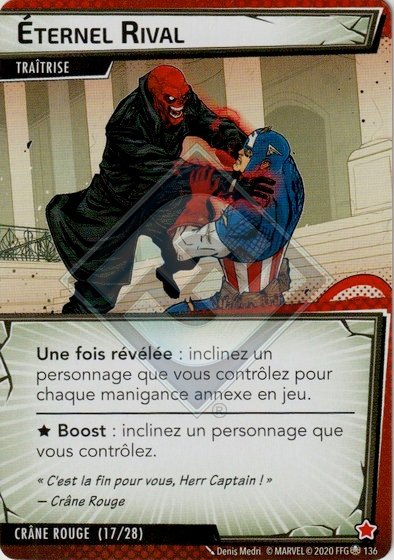 Éternel Rival
TRAÎTRISE
Une fois révélée : inclinez un
personnage que vous contrôlez pour
chaque manigance annexe en jeu.
★ Boost : inclinez un personnage que
vous contrôlez.
« C'est la fin pour vous, Herr Captain ! »
— Crâne Rouge
CRÂNE ROUGE (17/28)
Denis Medri © MARVEL © 2020 FFG 136
®